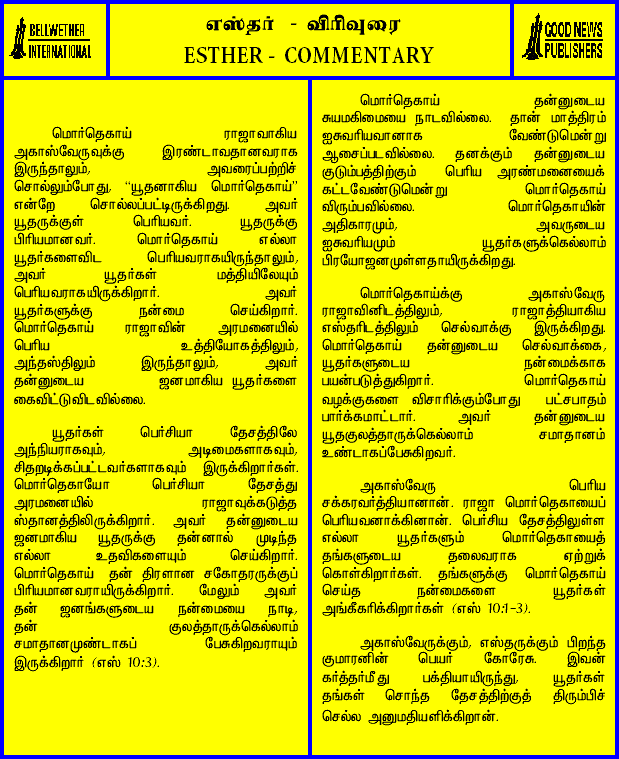 BELLWETHER
INTERNATIONAL
எஸ்தர் - விரிவுரை
ESTHER - COMMENTARY
GOOD NEWS
PUBLISHERS
மொர்தெகாய் ராஜாவாகிய
அகாஸ்வேருவுக்கு இரண்டாவதானவராக
இருந்தாலும், அவரைப்பற்றிச்
சொல்லும்போது, “யூதனாகிய மொர்தெகாய்”
என்றே சொல்லப்பட்டிருக்கிறது. அவர்
யூதருக்குள் பெரியவர். யூதருக்கு
பிரியமானவர். மொர்தெகாய் எல்லா
யூதர்களைவிட பெரியவராகயிருந்தாலும்,
அவர் யூதர்கள் மத்தியிலேயும்
பெரியவராகயிருக்கிறார். அவர்
யூதர்களுக்கு நன்மை செய்கிறார்.
மொர்தெகாய் ராஜாவின் அரமனையில்
பெரிய உத்தியோகத்திலும்,
அந்தஸ்திலும் இருந்தாலும், அவர்
தன்னுடைய ஜனமாகிய யூதர்களை
கைவிட்டுவிடவில்லை.
யூதர்கள் பெர்சியா தேசத்திலே
அந்நியராகவும், அடிமைகளாகவும்,
சிதறடிக்கப்பட்டவர்களாகவும் இருக்கிறார்கள்.
மொர்தெகாயோ பெர்சியா தேசத்து
அரமனையில் ராஜாவுக்கடுத்த
ஸ்தானத்திலிருக்கிறார். அவர் தன்னுடைய
ஜனமாகிய யூதருக்கு தன்னால் முடிந்த
எல்லா உதவிகளையும் செய்கிறார்.
மொர்தெகாய் தன் திரளான சகோதரருக்குப்
பிரியமானவராயிருக்கிறார். மேலும் அவர்
தன் ஜனங்களுடைய நன்மையை நாடி,
தன் குலத்தாருக்கெல்லாம்
சமாதானமுண்டாகப் பேசுகிறவராயும்
இருக்கிறார் (எஸ் 10:3).
மொர்தெகாய் தன்னுடைய
சுயமகிமையை நாடவில்லை. தான் மாத்திரம்
ஐசுவரியவானாக வேண்டுமென்று
ஆசைப்படவில்லை. தனக்கும் தன்னுடைய
குடும்பத்திற்கும் பெரிய அரண்மனையைக்
கட்டவேண்டுமென்று மொர்தெகாய்
விரும்பவில்லை. மொர்தெகாயின்
அதிகாரமும், அவருடைய
ஐசுவரியமும் யூதர்களுக்கெல்லாம்
பிரயோஜனமுள்ளதாயிருக்கிறது.
மொர்தெகாய்க்கு அகாஸ்வேரு
ராஜாவினிடத்திலும், ராஜாத்தியாகிய
எஸ்தரிடத்திலும் செல்வாக்கு இருக்கிறது.
மொர்தெகாய் தன்னுடைய செல்வாக்கை,
யூதர்களுடைய நன்மைக்காக
பயன்படுத்துகிறார். மொர்தெகாய்
வழக்குகளை விசாரிக்கும்போது பட்சபாதம்
பார்க்கமாட்டார். அவர் தன்னுடைய
யூதகுலத்தாருக்கெல்லாம் சமாதானம்
உண்டாகப்பேசுகிறவர்.
அகாஸ்வேரு பெரிய
சக்கரவர்த்தியானான். ராஜா மொர்தெகாயைப்
பெரியவனாக்கினான். பெர்சிய தேசத்திலுள்ள
எல்லா யூதர்களும் மொர்தெகாயைத்
தங்களுடைய தலைவராக ஏற்றுக்
கொள்கிறார்கள். தங்களுக்கு மொர்தெகாய்
செய்த நன்மைகளை யூதர்கள்
அங்கீகரிக்கிறார்கள் (எஸ் 10:1-3).
அகாஸ்வேருக்கும், எஸ்தருக்கும் பிறந்த
குமாரனின் பெயர் கோரேசு. இவன்
கர்த்தர்மீது பக்தியாயிருந்து, யூதர்கள்
தங்கள் சொந்த தேசத்திற்குத் திரும்பிச்
செல்ல அனுமதியளிக்கிறான்.